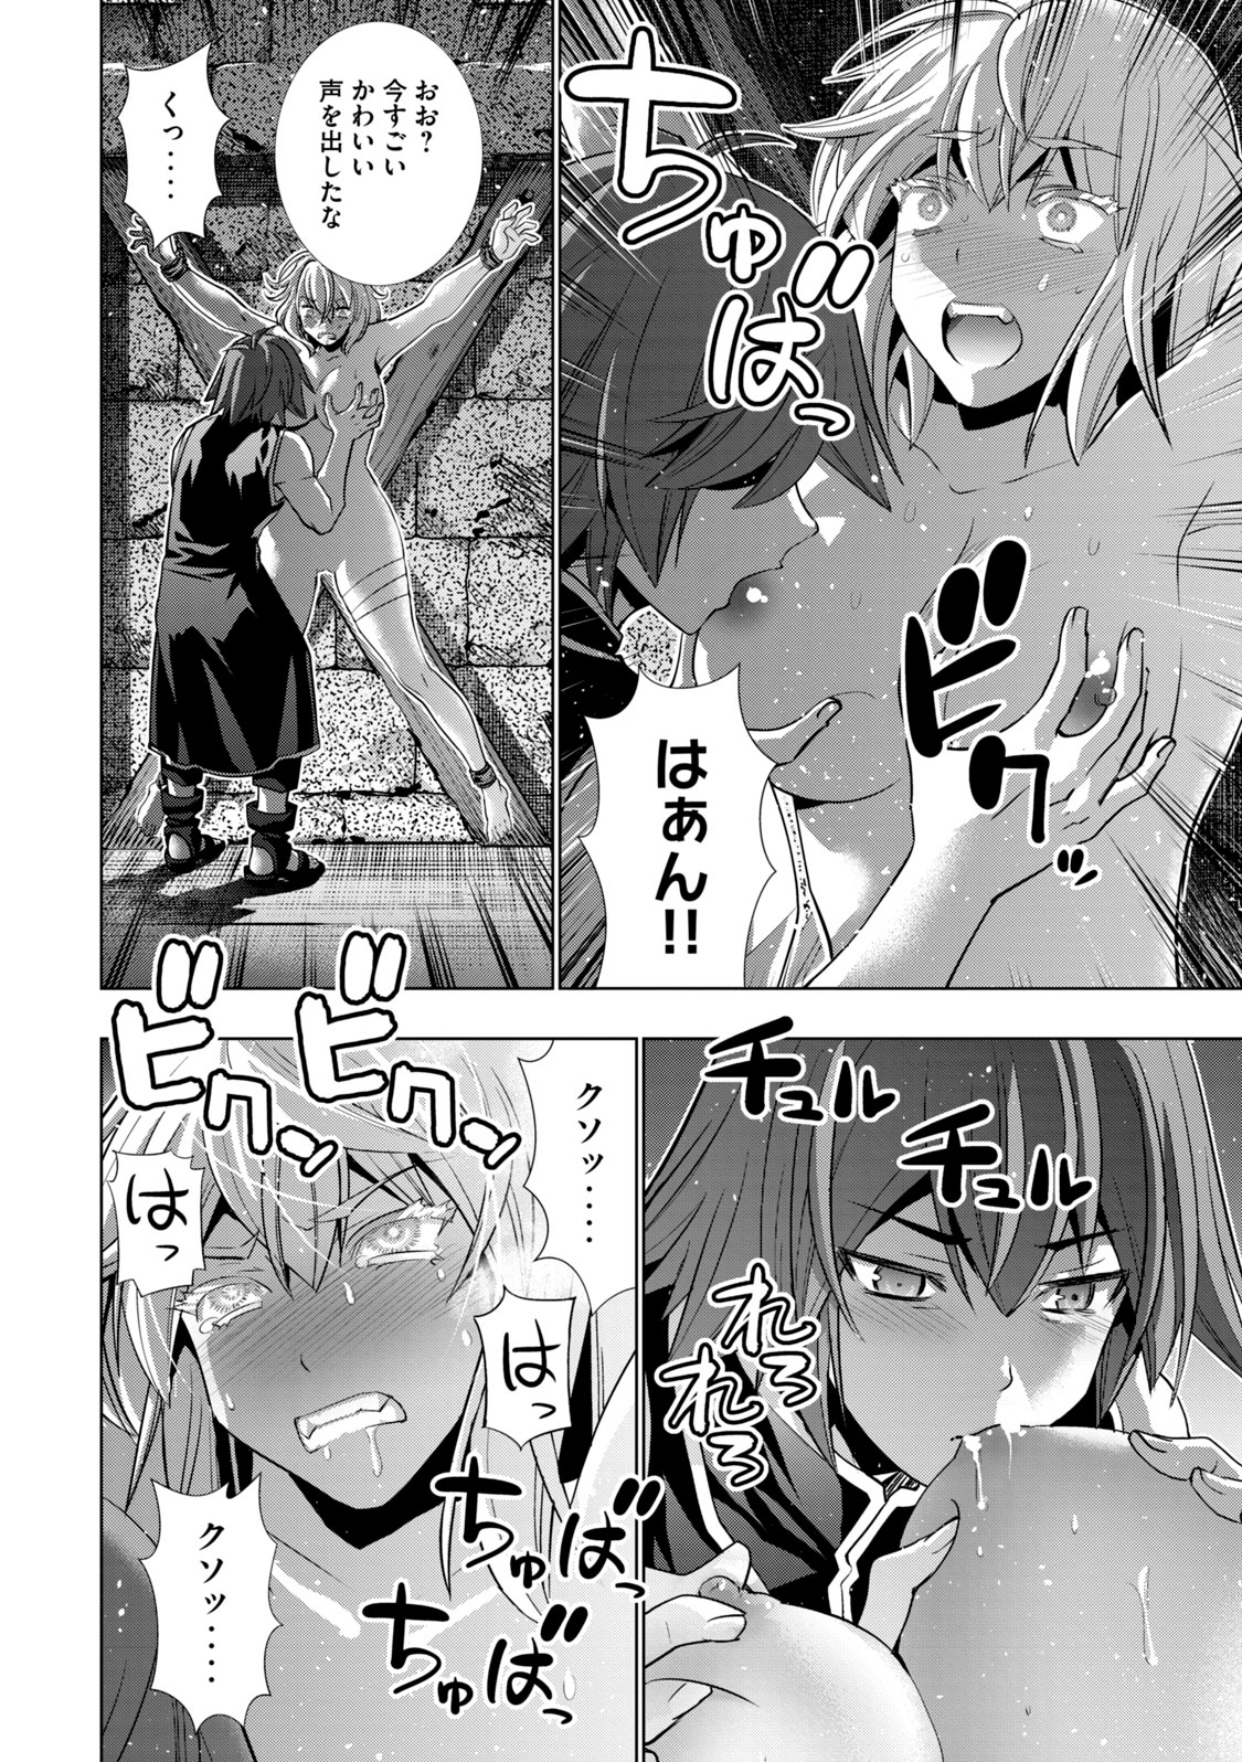 ちゅばっ
はぁん!!
ビクッ
おお?
今すごい
かわいい
声を出したな
くっ‥‥
チュル
チュル
れろ
れろ
ビクン
ビクン
クソッ‥‥
はっ
はっ
ちゅばっ
ちゅばっ
クソッ‥‥